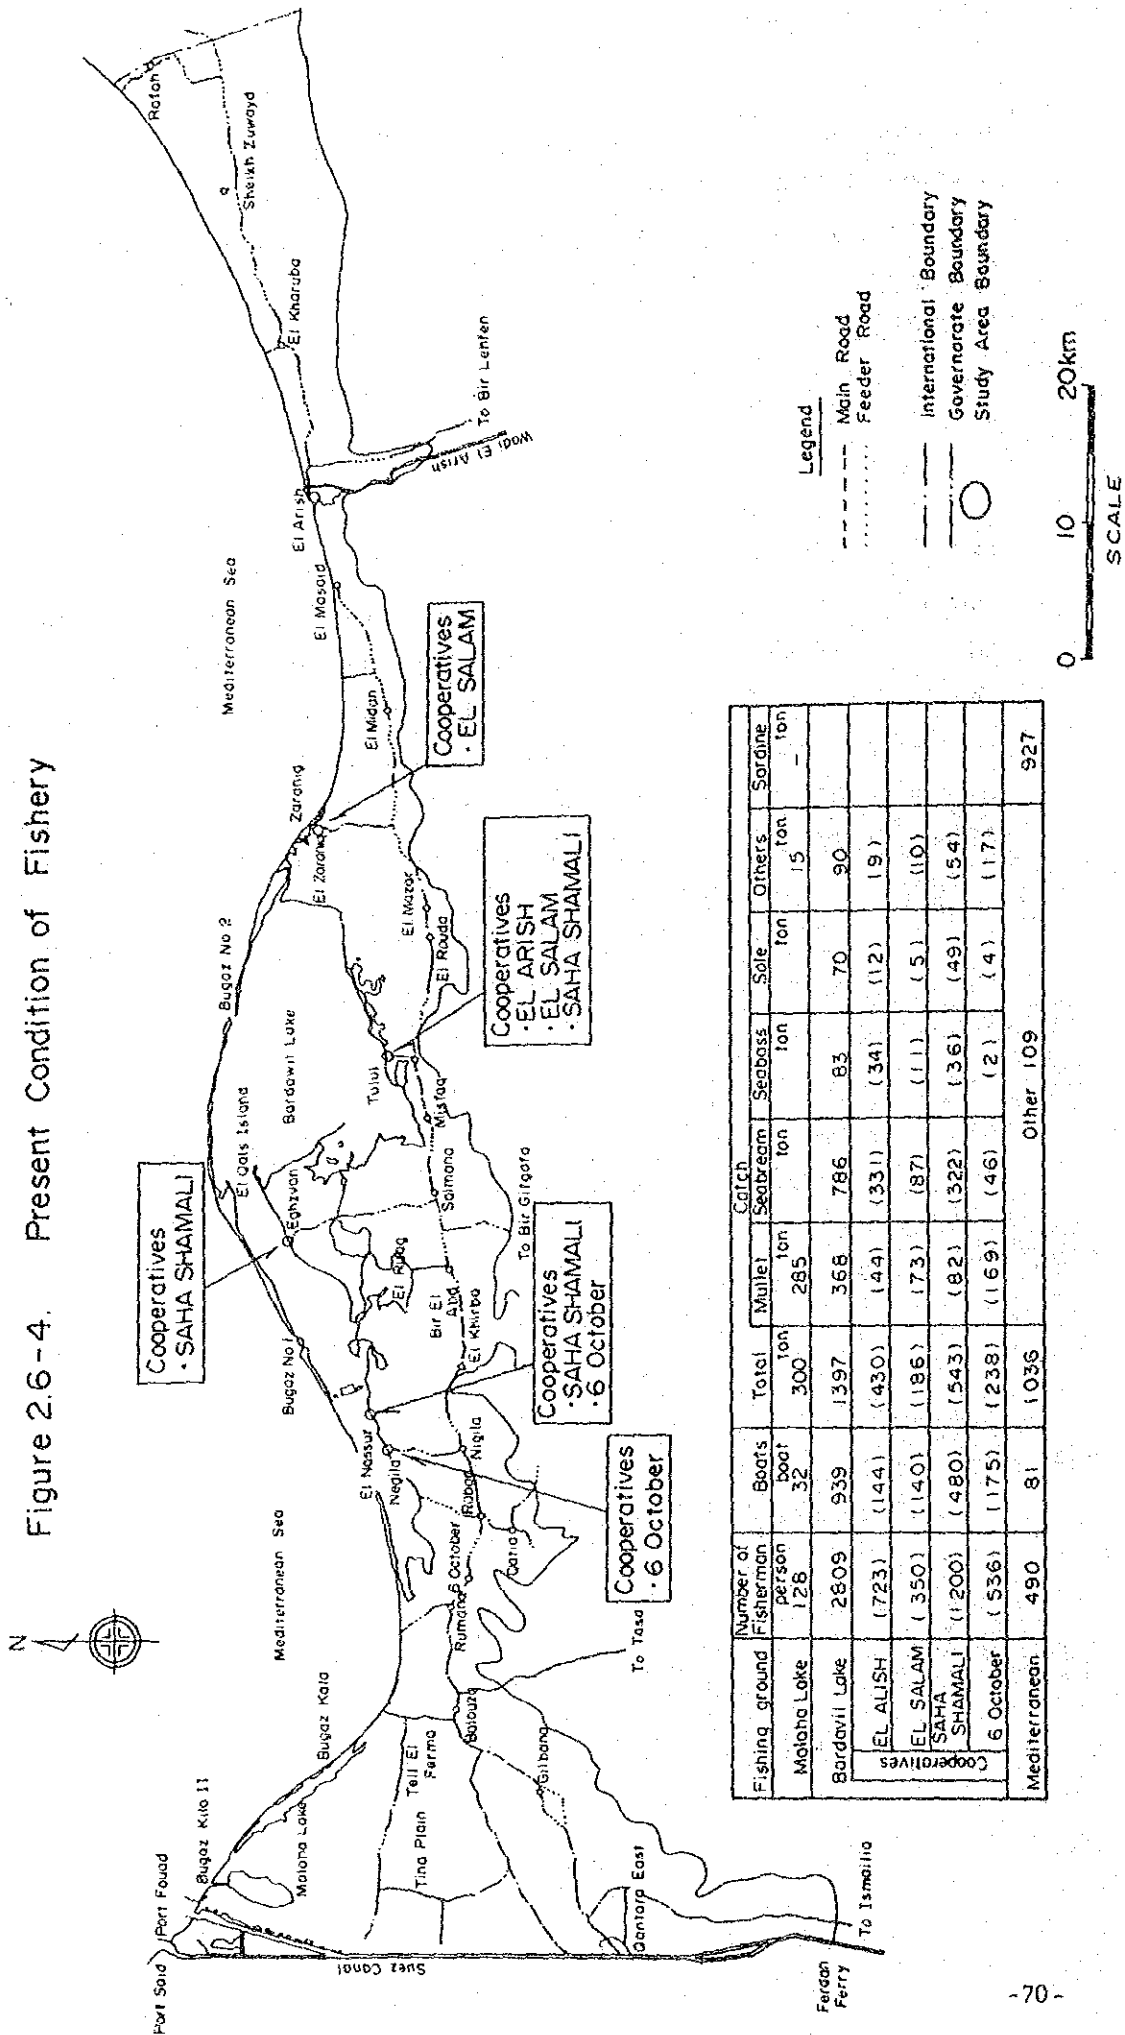 Figure 2.6-4. Present Condition of Fishery
N
Mediterranean Sea
Mediterranean Sea
Port Said
Port Fouad
Bugaz Kilo 11
Malaha Lake
Bugaz Kala
Suez Canal
Tina Plain
Tell El Farma
Balouza
Gilbana
Qantara East
Ferdan Ferry
To Ismailia
To Tasa
Rumana
6 October
Rabaa
Qatia
Nigila
Negila
El Nassur
Bugaz No 1
El Khirba
Bir El Abd
El Rulaq
Eghzvan
El Qals Island
Bardawil Lake
Bugaz No 2
Salmana
To Bir Girgafa
Misfaq
Tulul
El Rouda
El Mazar
El Zaraniq
Zaraniq
El Midan
El Masaid
El Arish
Wadi El Arish
To Bir Lehfen
El Kharuba
Sheikh Zuwayd
Rafah
Cooperatives
· SAHA SHAMALI
Cooperatives
· 6 October
Cooperatives
· SAHA SHAMALI
· 6 October
Cooperatives
· EL ARISH
· EL SALAM
· SAHA SHAMALI
Cooperatives
· EL SALAM
Legend
Main Road
Feeder Road
International Boundary
Governorate Boundary
Study Area Boundary
0 10 20km
SCALE
Catch
Fishing ground Number of Fisherman Boats Total Mullet Seabream Seabass Sole Others Sardine
person boat ton ton ton ton ton ton ton
Malaha Lake 128 32 300 285 15 -
Bardavil Lake 2809 939 1397 368 786 83 70 90
Cooperatives
EL ALISH (723) (144) (430) (44) (331) (34) (12) (9)
EL SALAM (350) (140) (186) (73) (87) (11) (5) (10)
SAHA SHAMALI (1200) (480) (543) (82) (322) (36) (49) (54)
6 October (536) (175) (238) (169) (46) (2) (4) (17)
Mediterranean 490 81 1036 Other 109 927
-70-